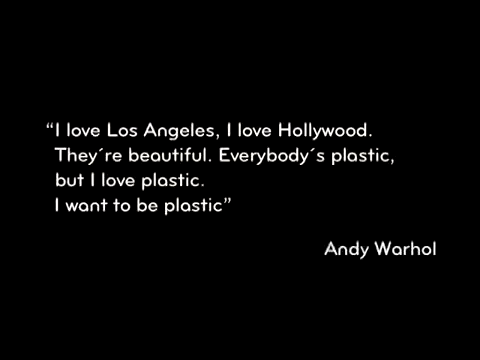 “I love Los Angeles, I love Hollywood.
They´re beautiful. Everybody´s plastic,
but I love plastic.
I want to be plastic”
Andy Warhol